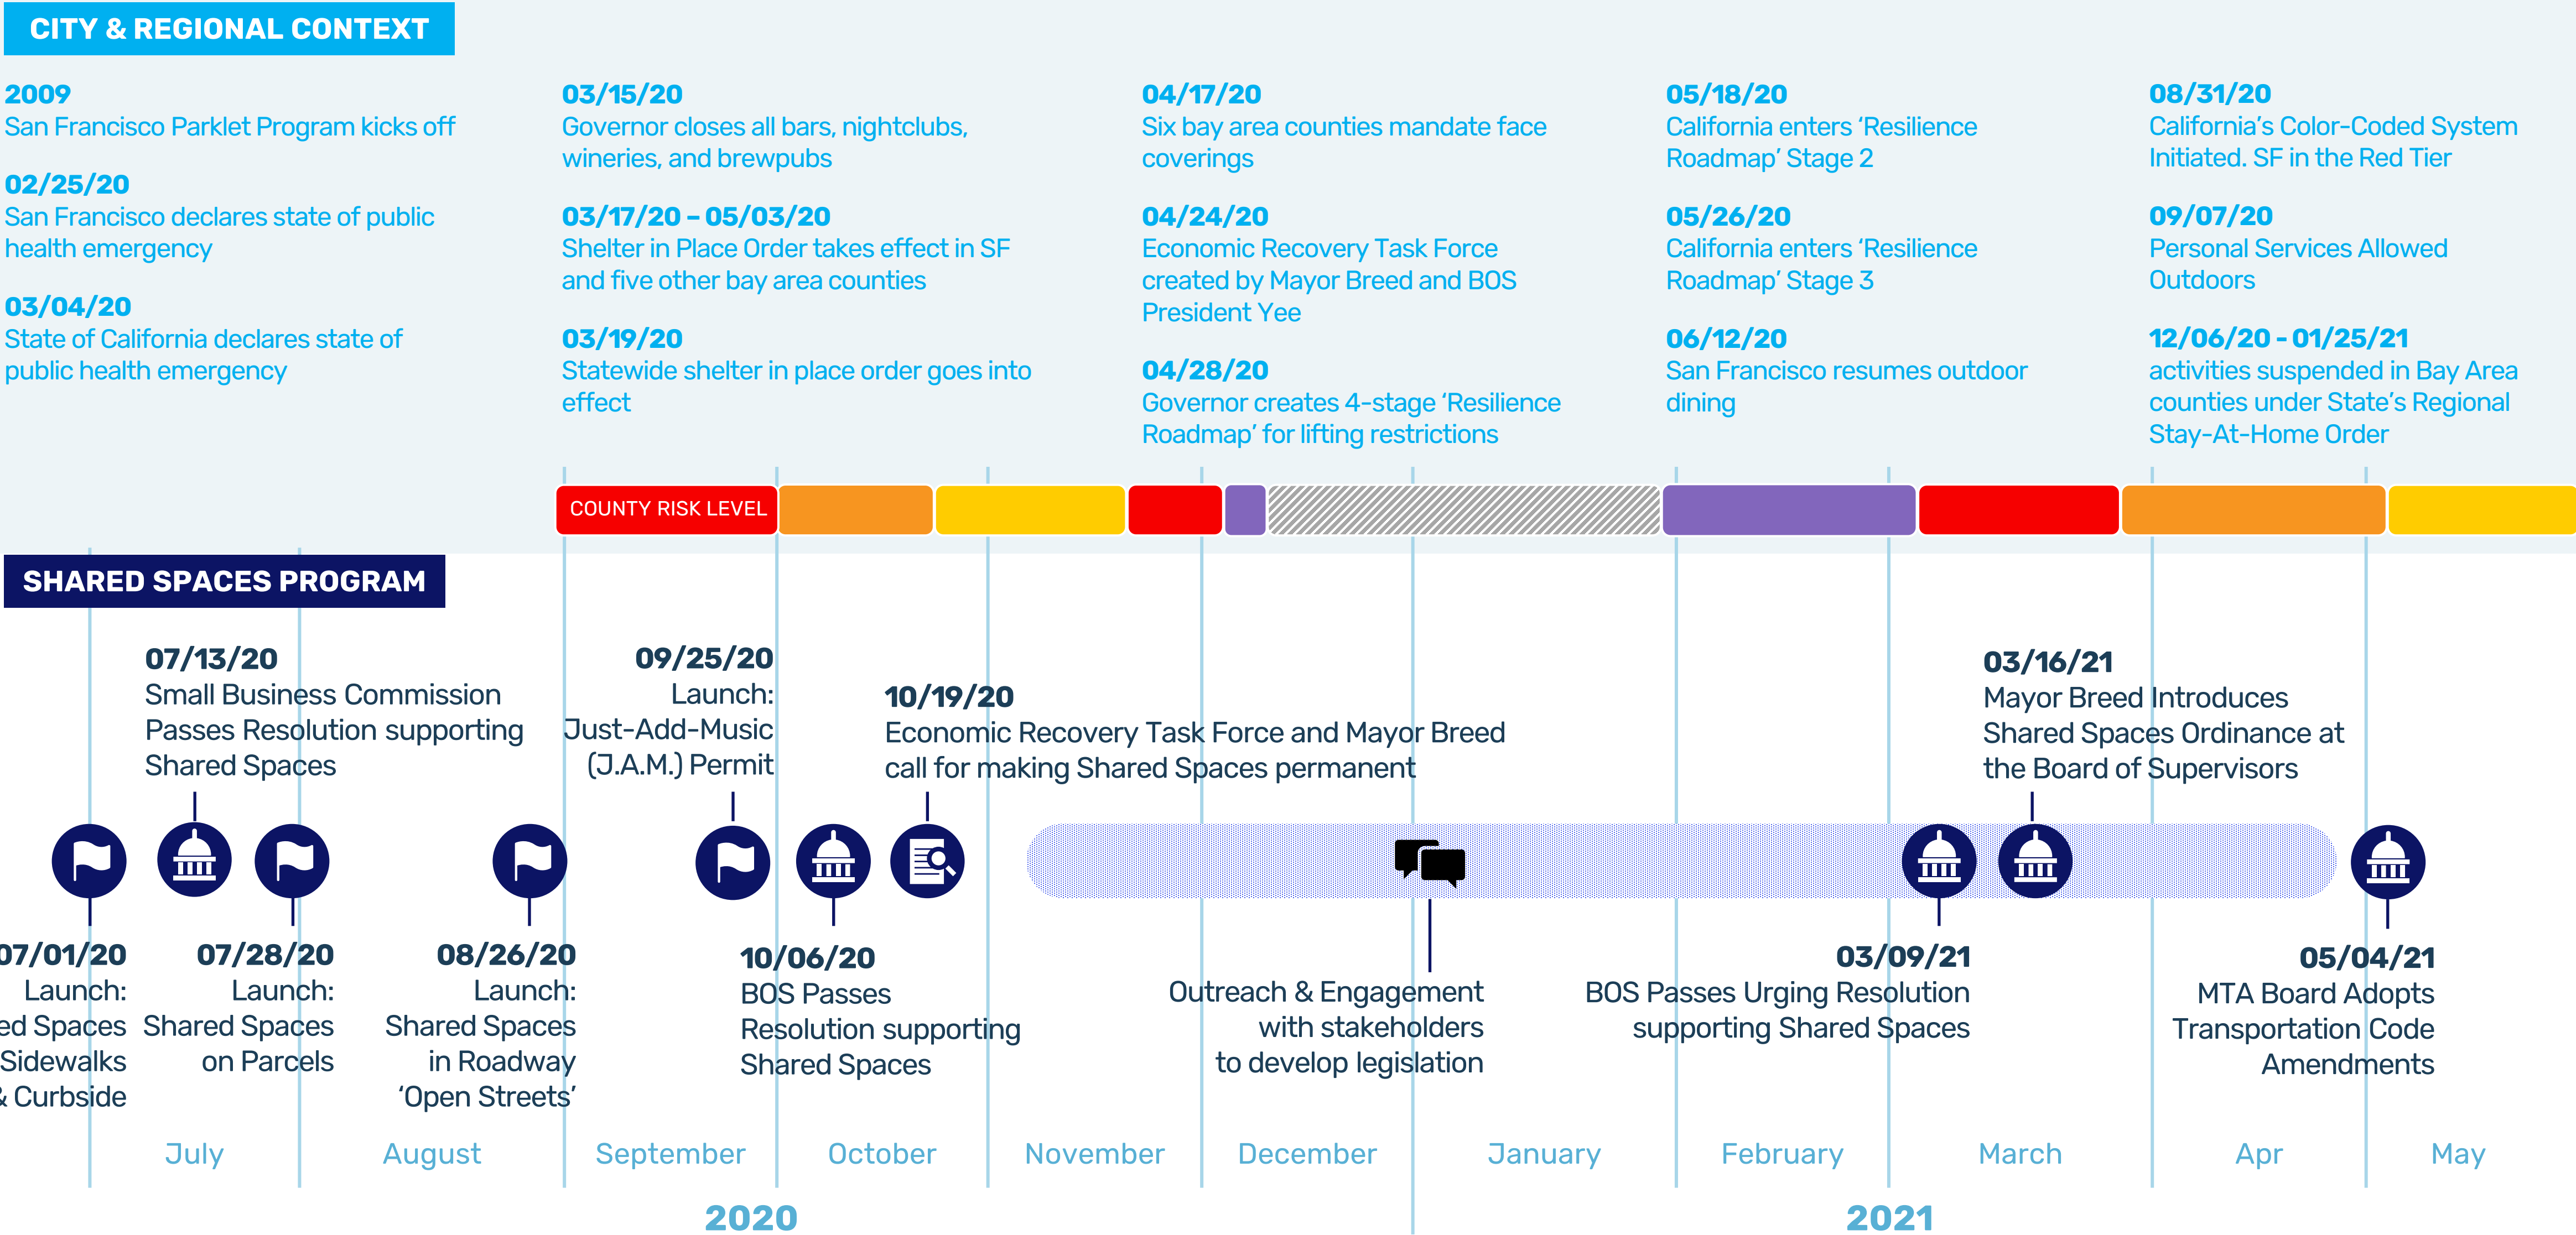 CITY & REGIONAL CONTEXT
2009
San Francisco Parklet Program kicks off
02/25/20
San Francisco declares state of public
health emergency
03/04/20
State of California declares state of
public health emergency
03/15/20
Governor closes all bars, nightclubs,
wineries, and brewpubs
03/17/20 – 05/03/20
Shelter in Place Order takes effect in SF
and five other bay area counties
03/19/20
Statewide shelter in place order goes into
effect
04/17/20
Six bay area counties mandate face
coverings
04/24/20
Economic Recovery Task Force
created by Mayor Breed and BOS
President Yee
04/28/20
Governor creates 4-stage ‘Resilience
Roadmap’ for lifting restrictions
05/18/20
California enters ‘Resilience
Roadmap’ Stage 2
05/26/20
California enters ‘Resilience
Roadmap’ Stage 3
06/12/20
San Francisco resumes outdoor
dining
08/31/20
California’s Color-Coded System
Initiated. SF in the Red Tier
09/07/20
Personal Services Allowed
Outdoors
12/06/20 - 01/25/21
activities suspended in Bay Area
counties under State’s Regional
Stay-At-Home Order
COUNTY RISK LEVEL
SHARED SPACES PROGRAM
07/13/20
Small Business Commission
Passes Resolution supporting
Shared Spaces
09/25/20
Launch:
Just-Add-Music
(J.A.M.) Permit
10/19/20
Economic Recovery Task Force and Mayor Breed
call for making Shared Spaces permanent
03/16/21
Mayor Breed Introduces
Shared Spaces Ordinance at
the Board of Supervisors
07/01/20
Launch:
ed Spaces
Sidewalks
& Curbside
07/28/20
Launch:
Shared Spaces
on Parcels
08/26/20
Launch:
Shared Spaces
in Roadway
‘Open Streets’
10/06/20
BOS Passes
Resolution supporting
Shared Spaces
Outreach & Engagement
with stakeholders
to develop legislation
03/09/21
BOS Passes Urging Resolution
supporting Shared Spaces
05/04/21
MTA Board Adopts
Transportation Code
Amendments
July August September October November December January February March Apr May
2020 2021